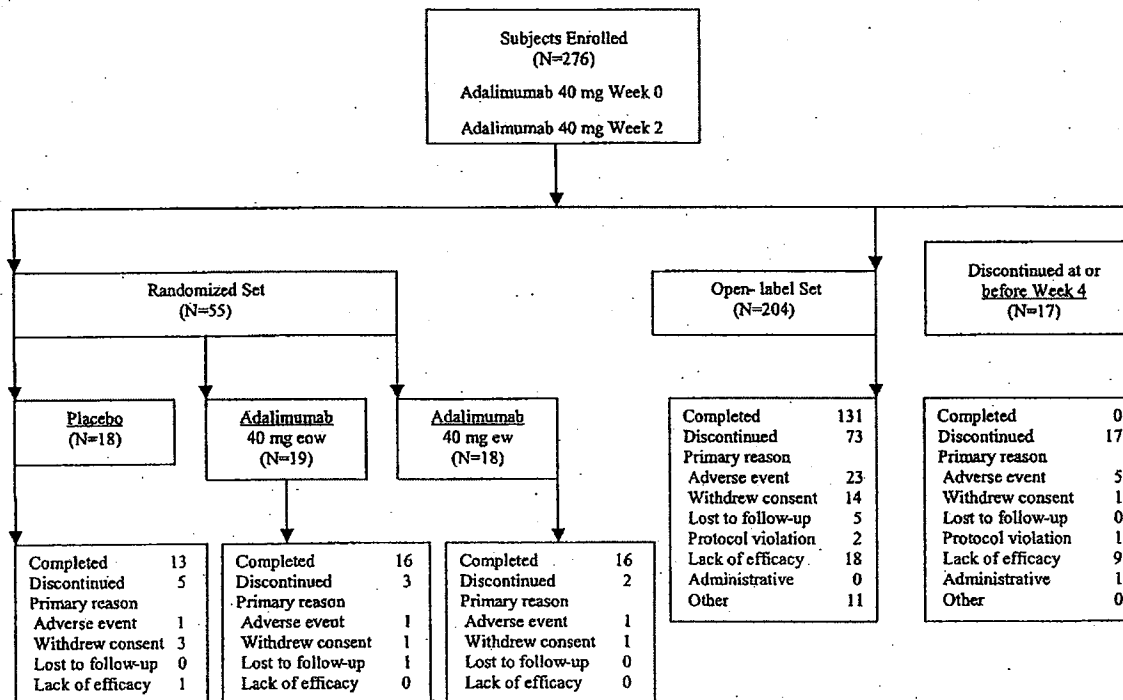 Subjects Enrolled
(N=276)
Adalimumab 40 mg Week 0
Adalimumab 40 mg Week 2
Randomized Set
(N=55)
Open- label Set
(N=204)
Discontinued at or
before Week 4
(N=17)
Placebo
(N=18)
Adalimumab
40 mg eow
(N=19)
Adalimumab
40 mg ew
(N=18)
Completed 13
Discontinued 5
Primary reason
Adverse event 1
Withdrew consent 3
Lost to follow-up 0
Lack of efficacy 1
Completed 16
Discontinued 3
Primary reason
Adverse event 1
Withdrew consent 1
Lost to follow-up 1
Lack of efficacy 0
Completed 16
Discontinued 2
Primary reason
Adverse event 1
Withdrew consent 1
Lost to follow-up 0
Lack of efficacy 0
Completed 131
Discontinued 73
Primary reason
Adverse event 23
Withdrew consent 14
Lost to follow-up 5
Protocol violation 2
Lack of efficacy 18
Administrative 0
Other 11
Completed 0
Discontinued 17
Primary reason
Adverse event 5
Withdrew consent 1
Lost to follow-up 0
Protocol violation 1
Lack of efficacy 9
Administrative 1
Other 0